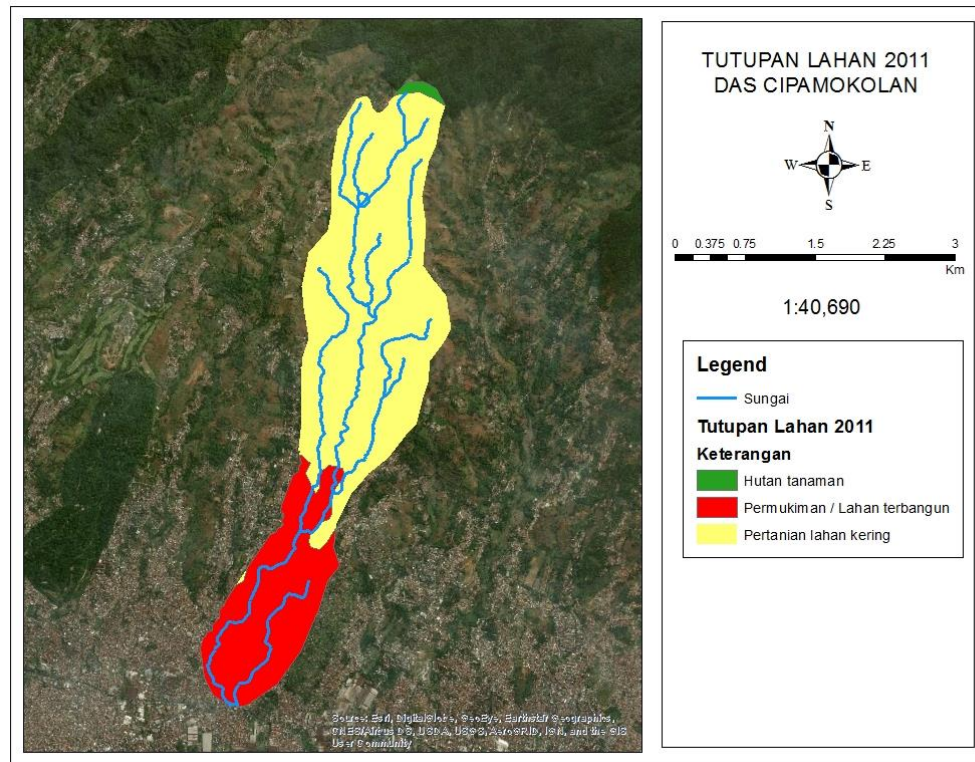 TUTUPAN LAHAN 2011
DAS CIPAMOKOLAN
N
W E
S
0 0.375 0.75 1.5 2.25 3
Km
1:40,690
Legend
Sungai
Tutupan Lahan 2011
Keterangan
Hutan tanaman
Permukiman / Lahan terbangun
Pertanian lahan kering
Source: Esri, DigitalGlobe, GeoEye, Earthstar Geographics,
CNES/Airbus DS, USDA, USGS, AeroGRID, IGN, and the GIS
User Community